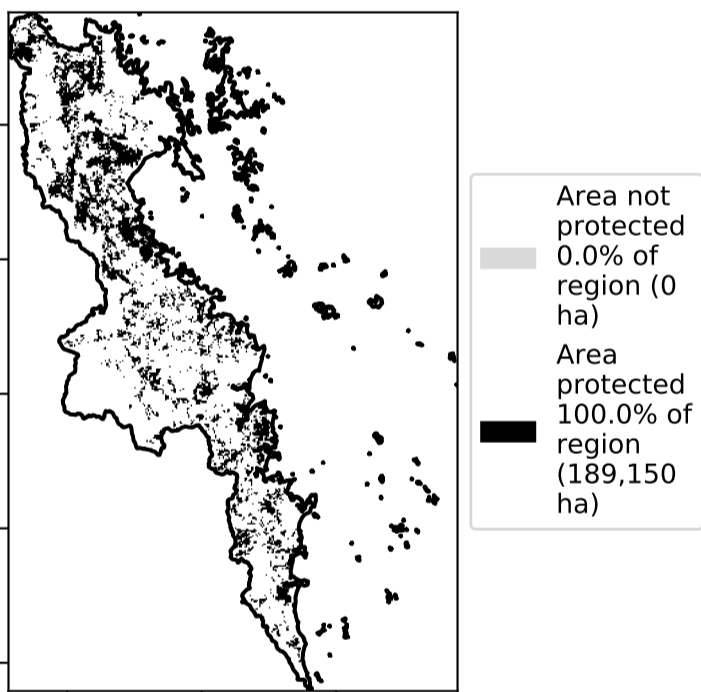 Area not
protected
0.0% of
region (0
ha)
Area
protected
100.0% of
region
(189,150
ha)